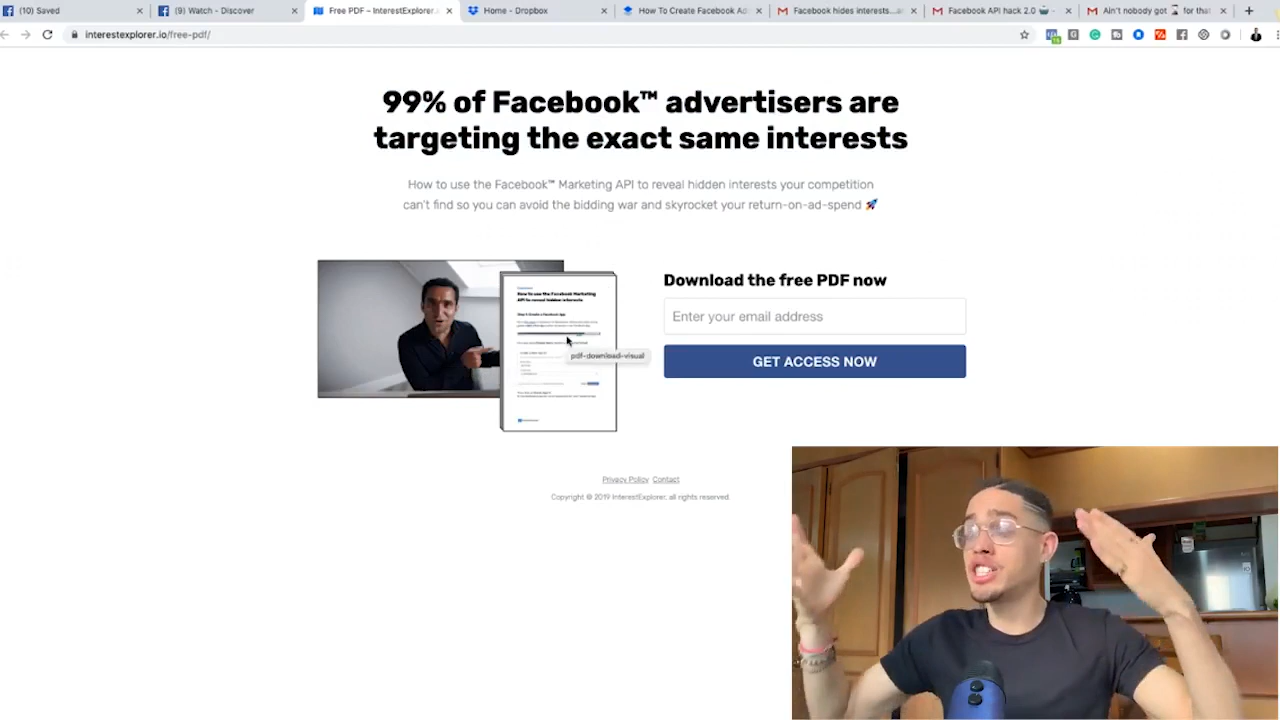 (10) Saved
(9) Watch - Discover
Free PDF – InterestExplorer.
Home - Dropbox
How To Create Facebook Ad
Facebook hides interests...
Facebook API hack 2.0
Ain't nobody got ⌛ for that
interestexplorer.io/free-pdf/
99% of Facebook™ advertisers are
targeting the exact same interests
How to use the Facebook™ Marketing API to reveal hidden interests your competition
can't find so you can avoid the bidding war and skyrocket your return-on-ad-spend 🚀
How to use the Facebook Marketing
API to reveal hidden interests
pdf-download-visual
Download the free PDF now
Enter your email address
GET ACCESS NOW
Privacy Policy Contact
Copyright © 2019 InterestExplorer, all rights reserved